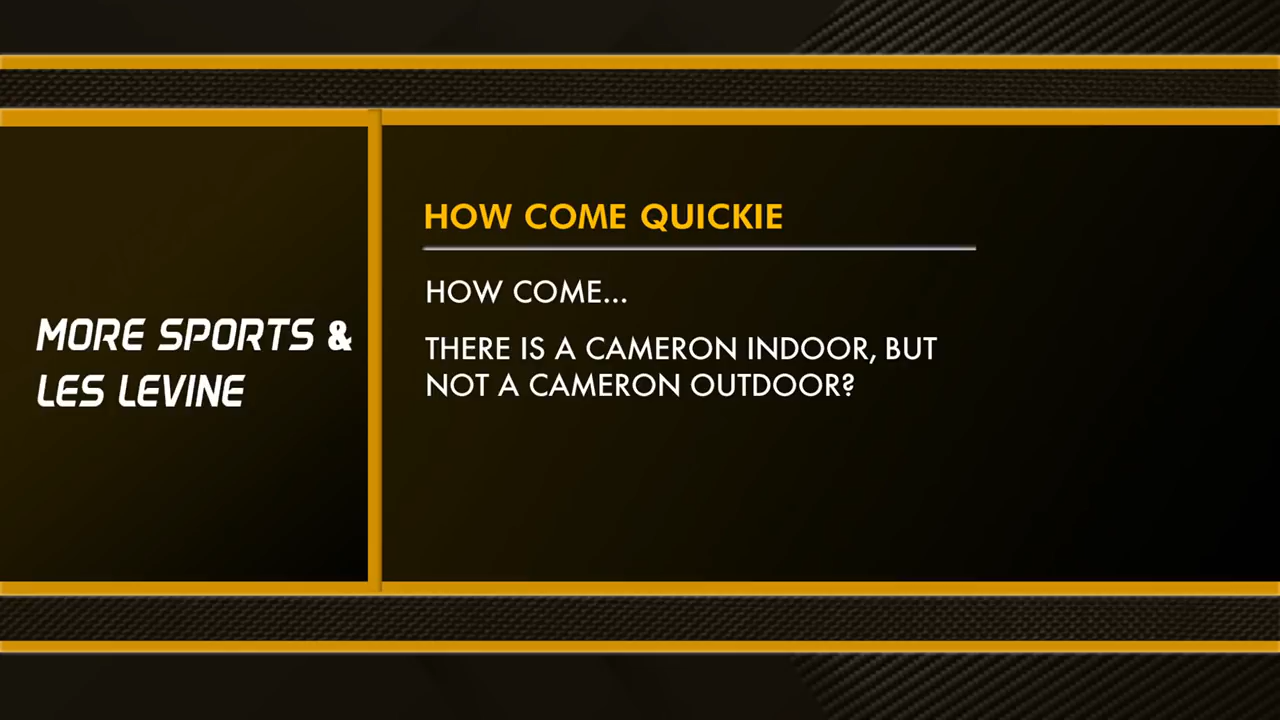 MORE SPORTS &
LES LEVINE
HOW COME QUICKIE
HOW COME...
THERE IS A CAMERON INDOOR, BUT
NOT A CAMERON OUTDOOR?